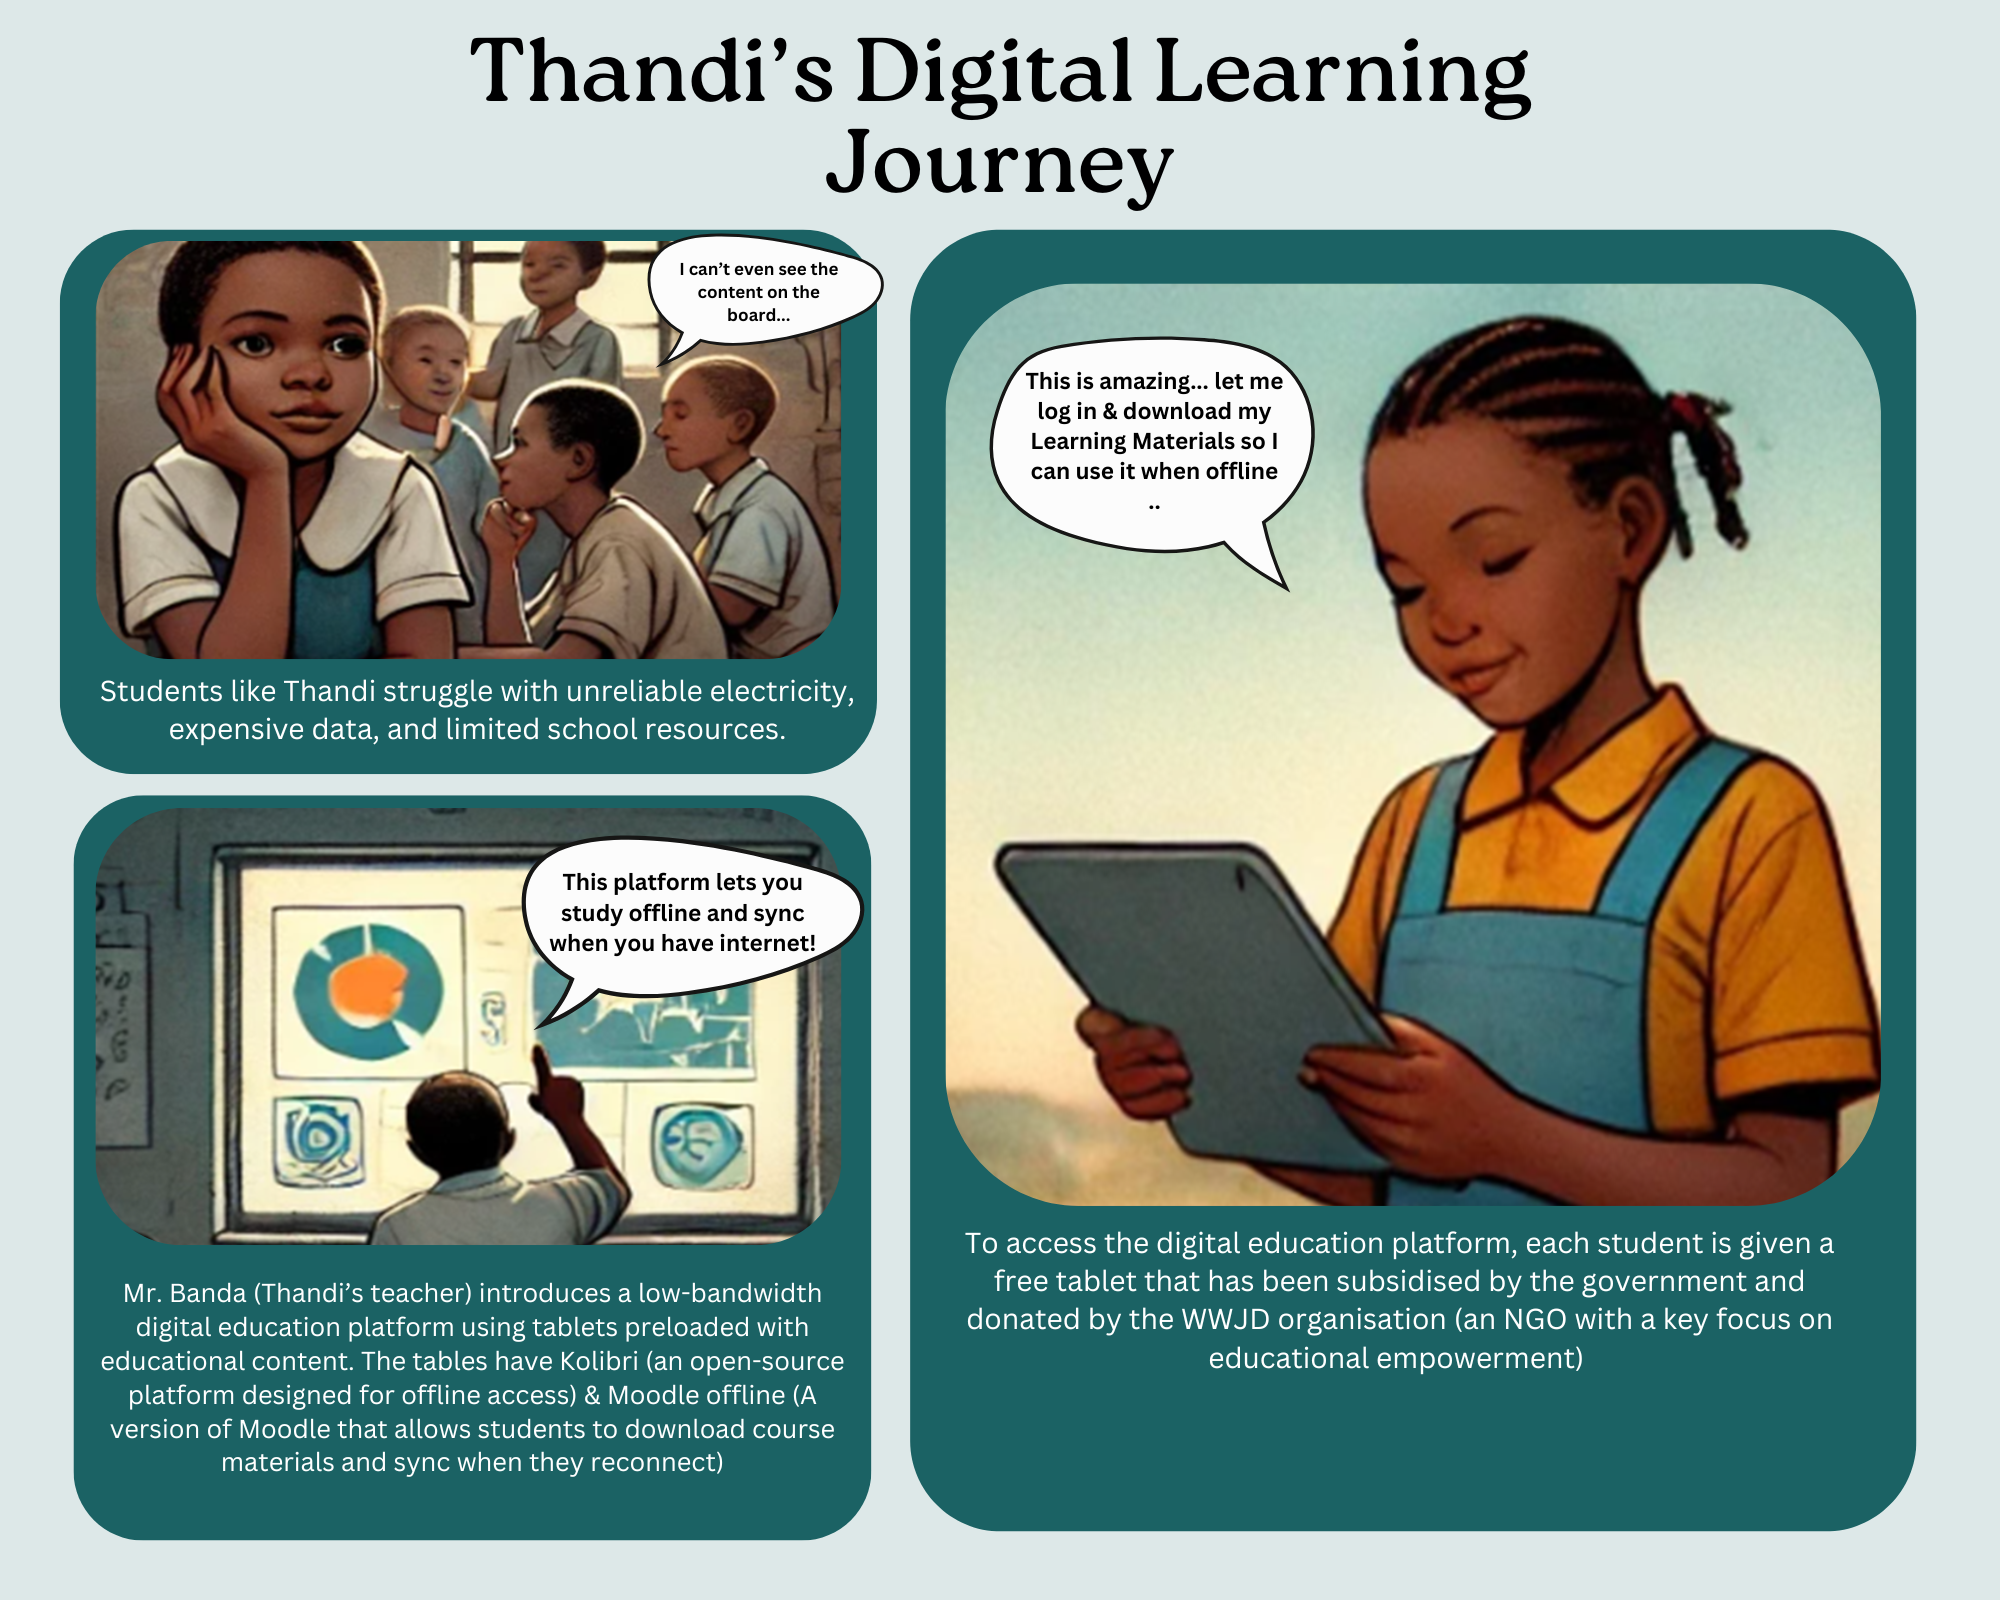 Thandi’s Digital Learning
Journey
I can’t even see the
content on the
board...
Students like Thandi struggle with unreliable electricity,
expensive data, and limited school resources.
This platform lets you
study offline and sync
when you have internet!
Mr. Banda (Thandi’s teacher) introduces a low-bandwidth
digital education platform using tablets preloaded with
educational content. The tables have Kolibri (an open-source
platform designed for offline access) & Moodle offline (A
version of Moodle that allows students to download course
materials and sync when they reconnect)
This is amazing... let me
log in & download my
Learning Materials so I
can use it when offline
..
To access the digital education platform, each student is given a
free tablet that has been subsidised by the government and
donated by the WWJD organisation (an NGO with a key focus on
educational empowerment)